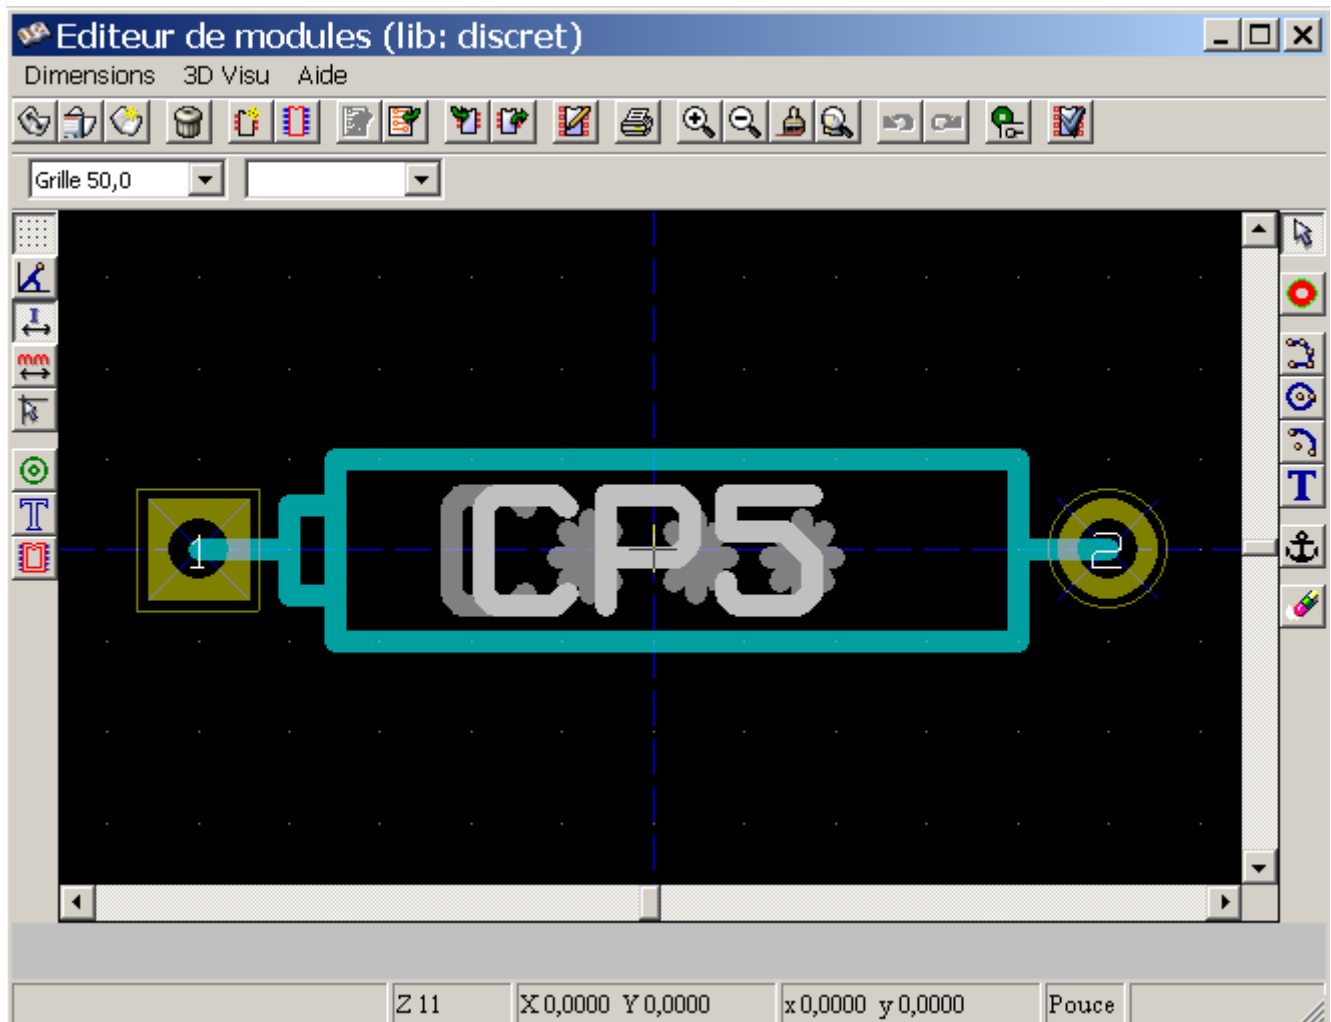 Editeur de modules (lib: discret)
Dimensions 3D Visu Aide
Grille 50,0
I
mm
T
T
1 CP5 2
Z 11 X 0,0000 Y 0,0000 x 0,0000 y 0,0000 Pouce